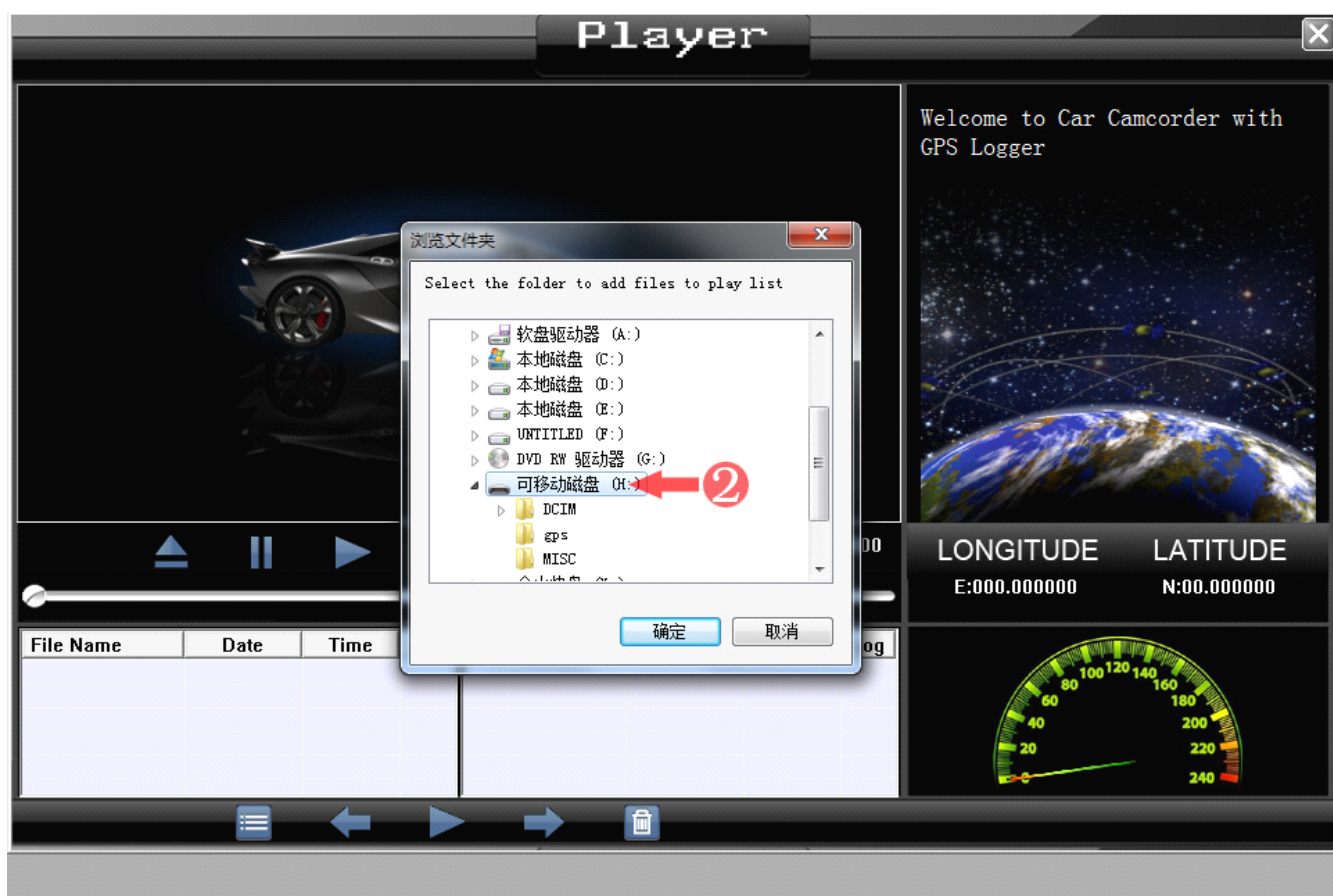 Player
Welcome to Car Camcorder with
GPS Logger
浏览文件夹
Select the folder to add files to play list
软盘驱动器 (A:)
本地磁盘 (C:)
本地磁盘 (D:)
本地磁盘 (E:)
UNTITLED (F:)
DVD RW 驱动器 (G:)
可移动磁盘 (H:)
2
DCIM
gps
MISC
00
LONGITUDE LATITUDE
E:000.000000 N:00.000000
确定 取消
File Name Date Time og
0 20 40 60 80 100 120 140 160 180 200 220 240